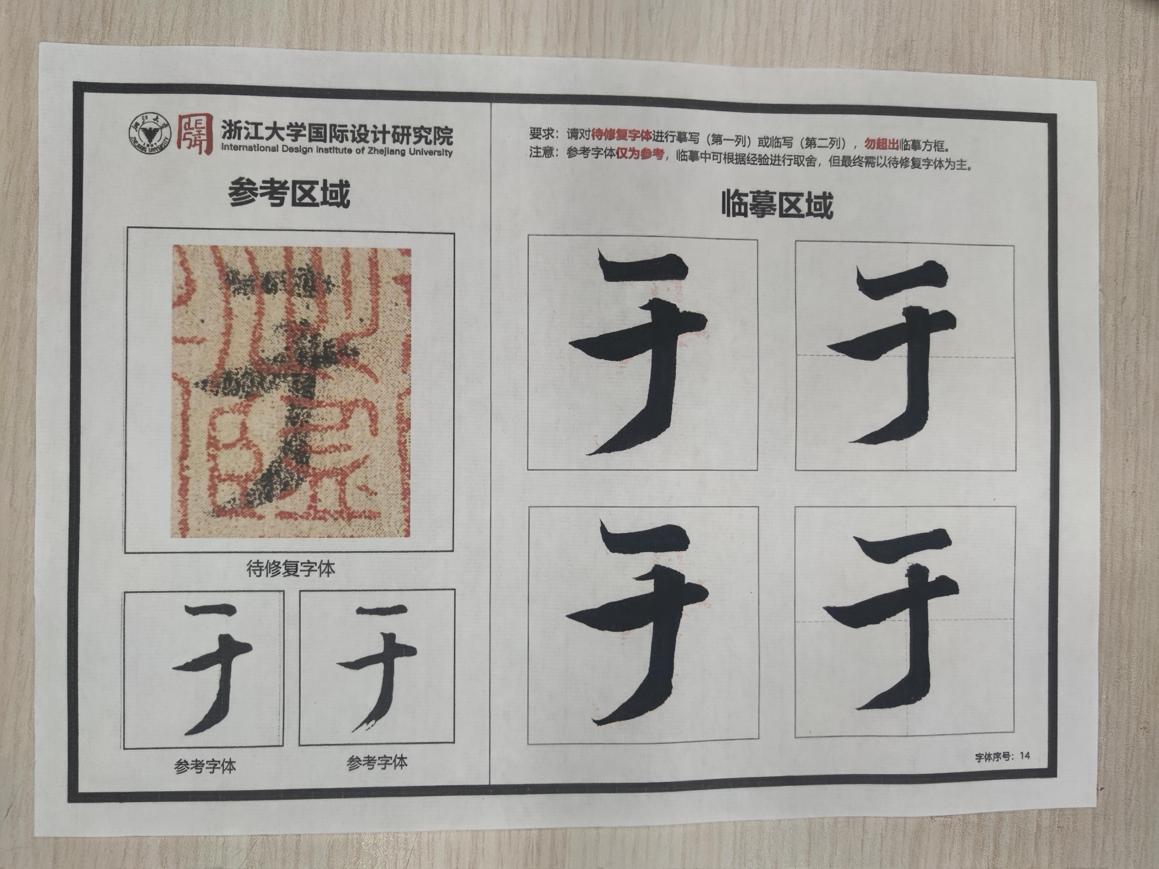 浙江大学国际设计研究院
International Design Institute of Zhejiang University
参考区域
待修复字体
于
于
参考字体
参考字体
要求：请对待修复字体进行摹写（第一列）或临写（第二列），勿超出临摹方框。
注意：参考字体仅为参考，临摹中可根据经验进行取舍，但最终需以待修复字体为主。
临摹区域
于
于
于
于
字体序号：14